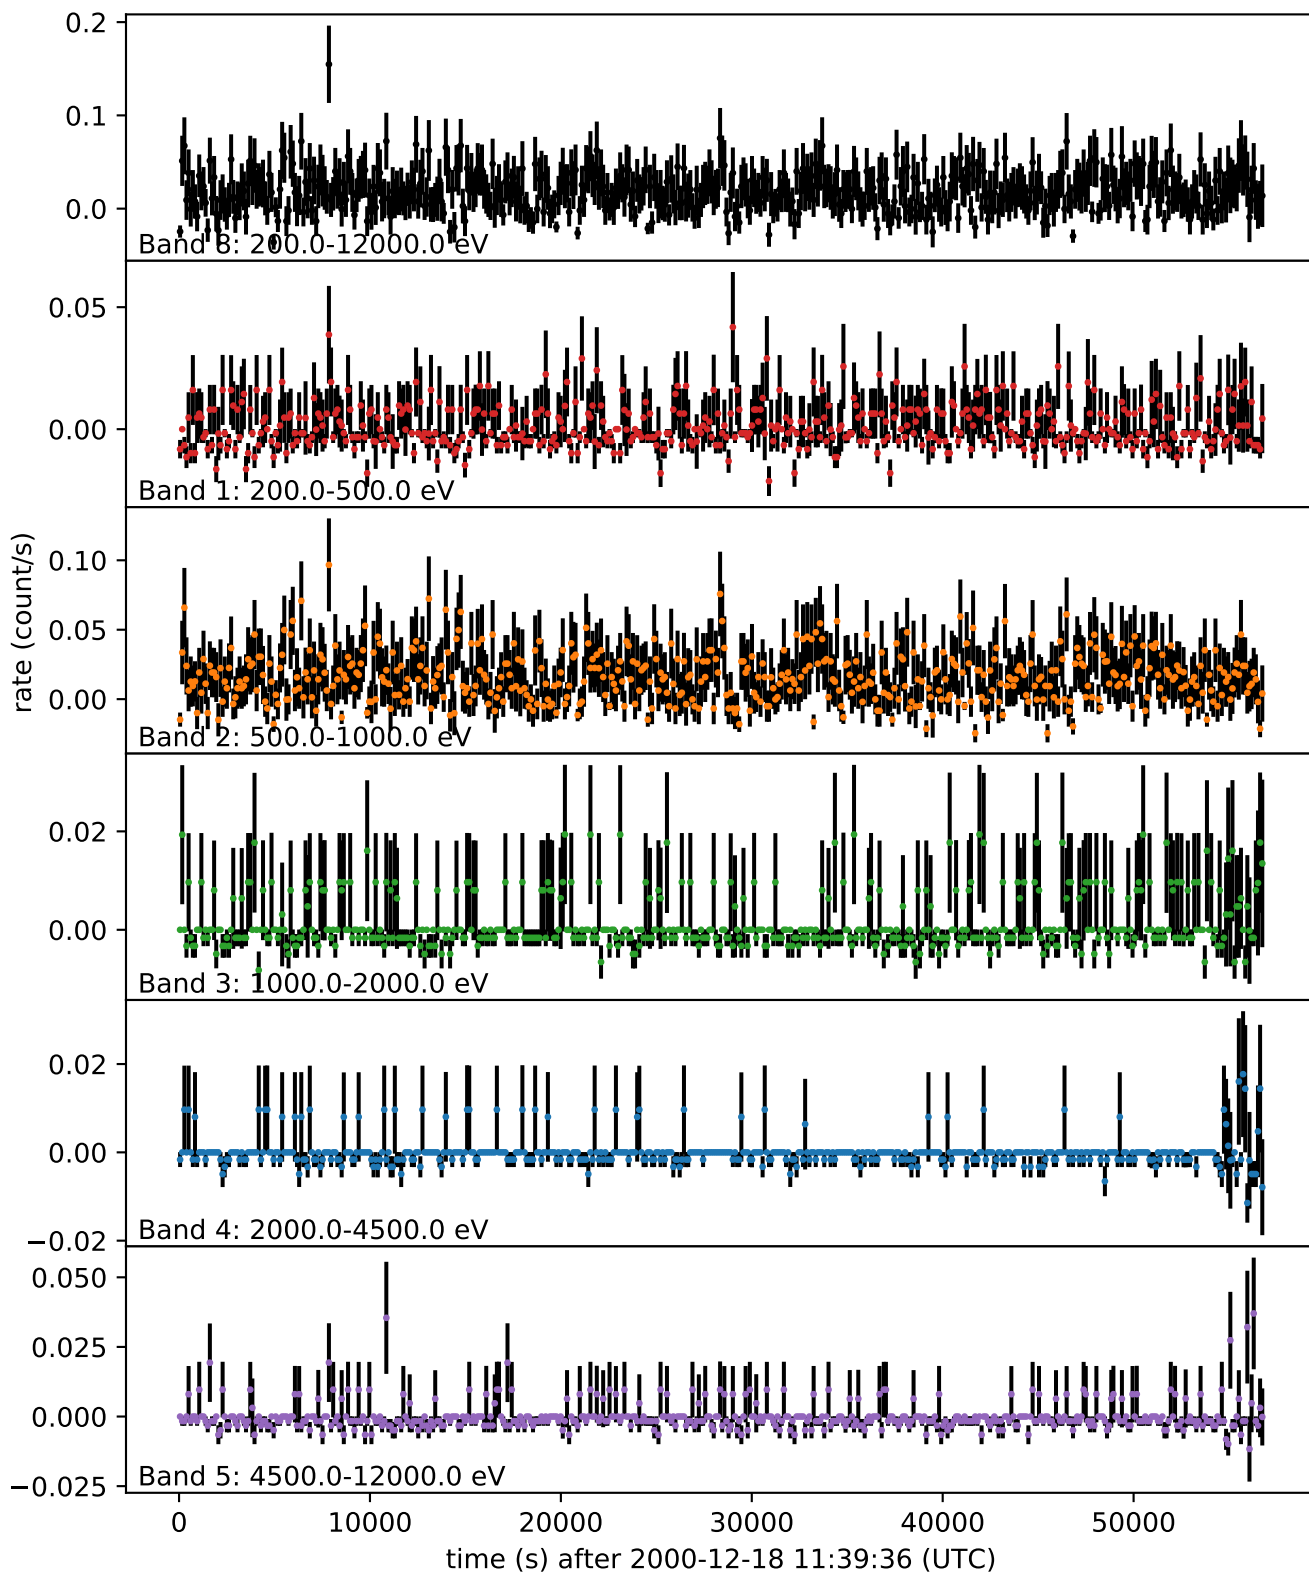 0.2
0.1
0.0
Band 8: 200.0-12000.0 eV
0.05
0.00
Band 1: 200.0-500.0 eV
rate (count/s)
0.10
0.05
0.00
Band 2: 500.0-1000.0 eV
0.02
0.00
Band 3: 1000.0-2000.0 eV
0.02
0.00
−0.02
Band 4: 2000.0-4500.0 eV
0.050
0.025
0.000
−0.025
Band 5: 4500.0-12000.0 eV
0 10000 20000 30000 40000 50000
time (s) after 2000-12-18 11:39:36 (UTC)